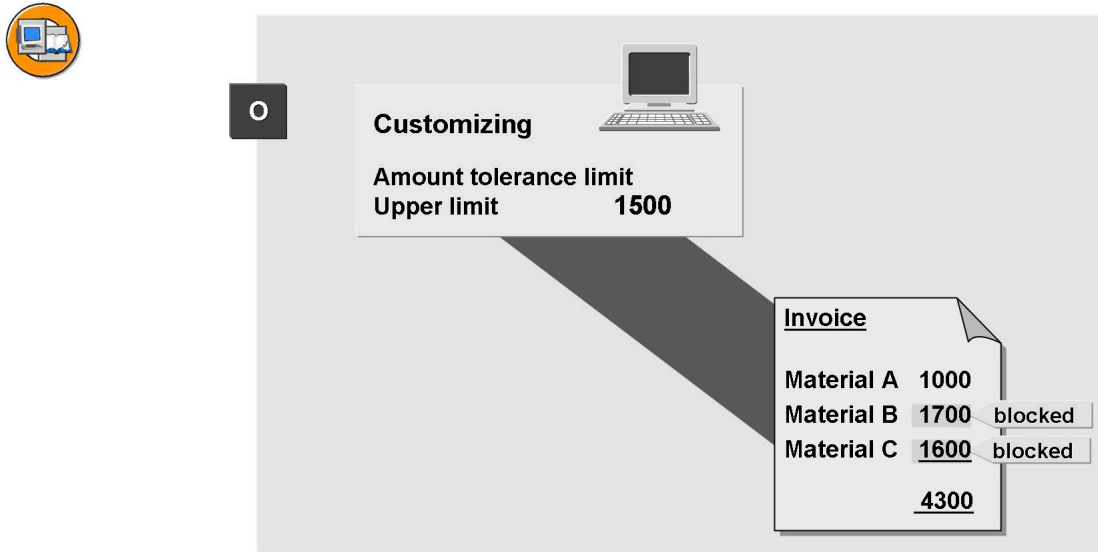 O
Customizing
Amount tolerance limit
Upper limit 1500
Invoice
Material A 1000
Material B 1700 blocked
Material C 1600 blocked
4300